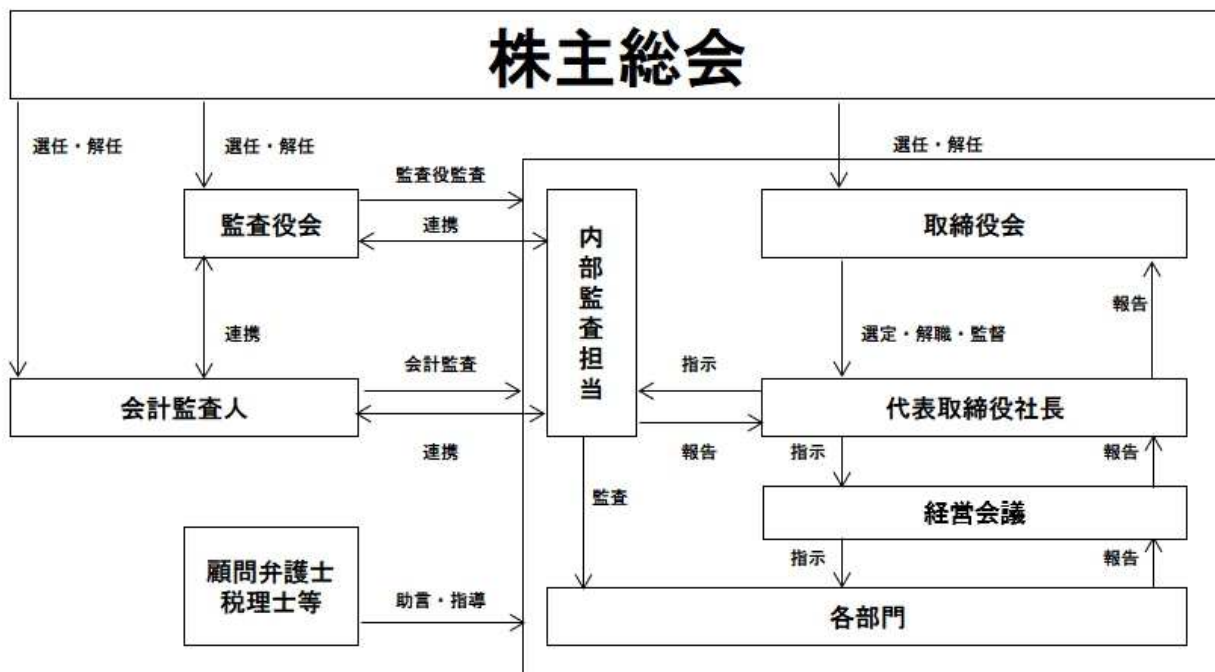 株主総会
選任・解任
選任・解任
選任・解任
監査役監査
監査役会
連携
内部監査担当
取締役会
連携
選定・解職・監督
報告
会計監査
指示
会計監査人
代表取締役社長
連携
報告
指示
報告
監査
経営会議
指示
報告
顧問弁護士
税理士等
助言・指導
各部門